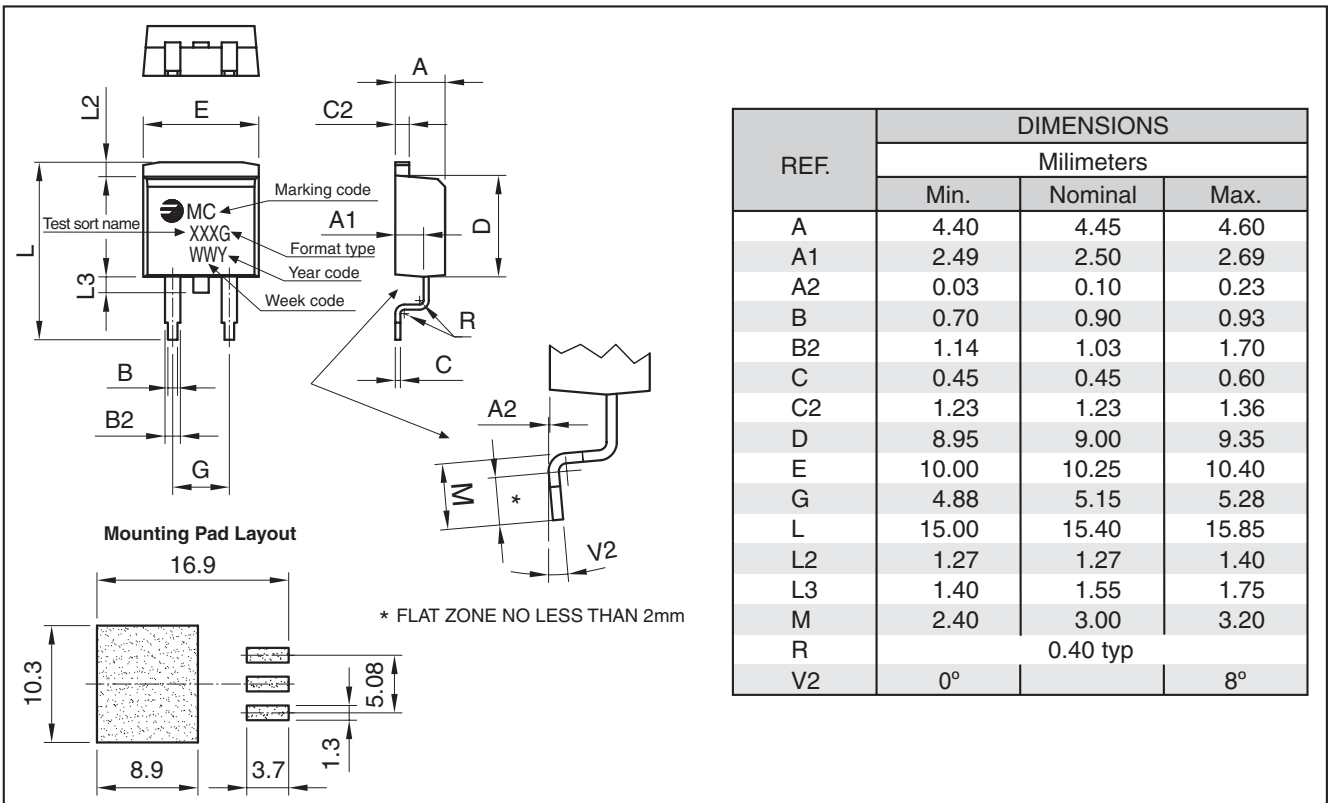 A
C2
L2
E
L
L3
MC
XXXG
WWY
Marking code
Test sort name
Format type
Year code
Week code
A1
D
R
C
B
B2
G
A2
M
*
V2
* FLAT ZONE NO LESS THAN 2mm
Mounting Pad Layout
16.9
10.3
5.08
1.3
8.9
3.7
REF. DIMENSIONS
Milimeters
Min. Nominal Max.
A 4.40 4.45 4.60
A1 2.49 2.50 2.69
A2 0.03 0.10 0.23
B 0.70 0.90 0.93
B2 1.14 1.03 1.70
C 0.45 0.45 0.60
C2 1.23 1.23 1.36
D 8.95 9.00 9.35
E 10.00 10.25 10.40
G 4.88 5.15 5.28
L 15.00 15.40 15.85
L2 1.27 1.27 1.40
L3 1.40 1.55 1.75
M 2.40 3.00 3.20
R 0.40 typ
V2 0º 8º